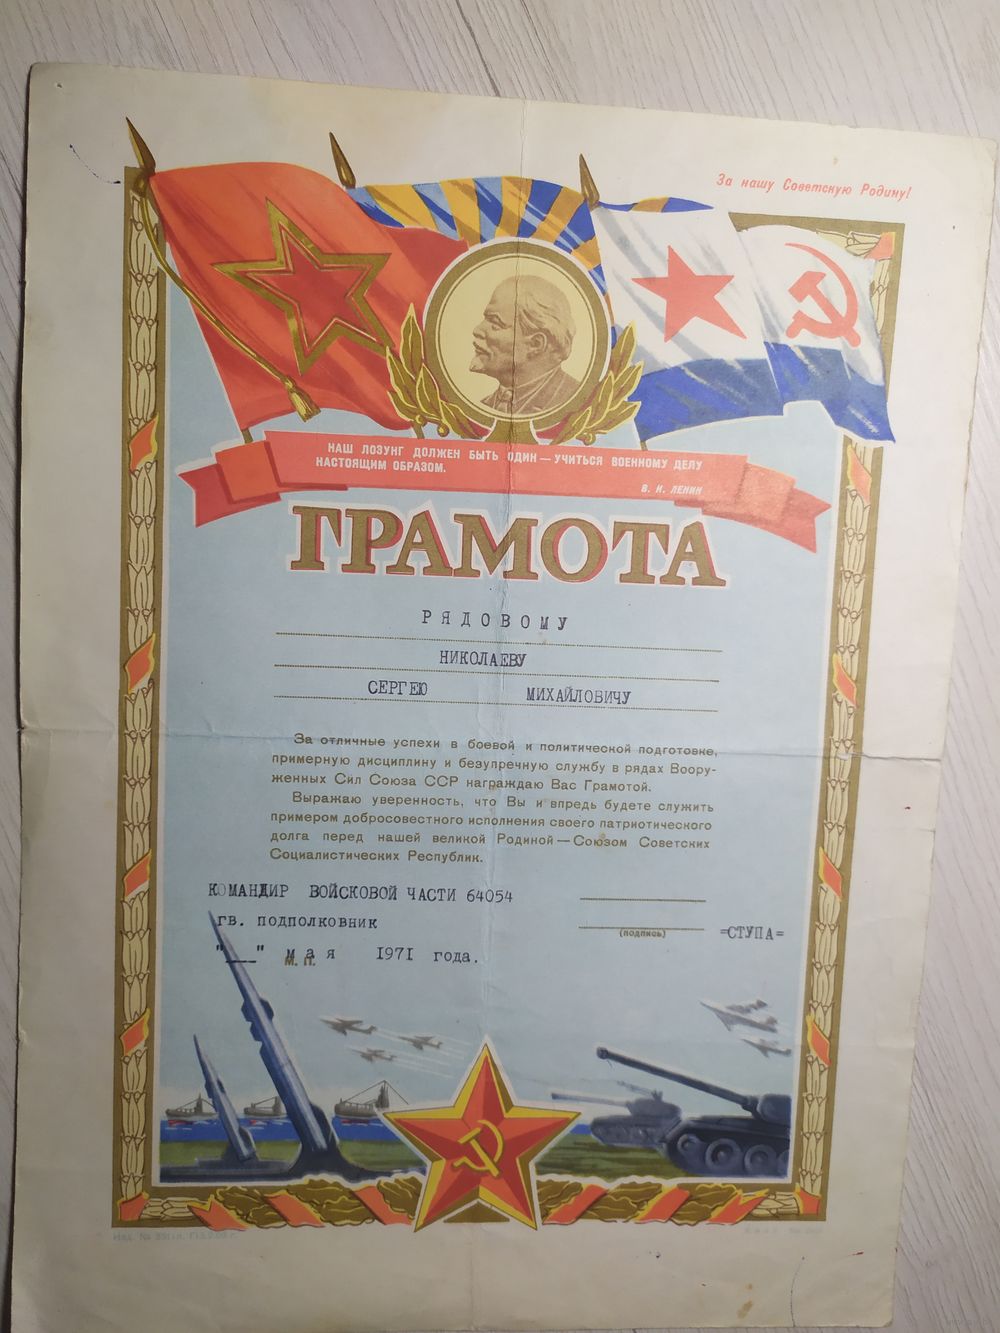 За нашу Советскую Родину!
НАШ ЛОЗУНГ ДОЛЖЕН БЫТЬ ОДИН — УЧИТЬСЯ ВОЕННОМУ ДЕЛУ
НАСТОЯЩИМ ОБРАЗОМ.
В. И. ЛЕНИН
ГРАМОТА
РЯДОВОМУ
НИКОЛАЕВУ
СЕРГЕЮ МИХАЙЛОВИЧУ
За отличные успехи в боевой и политической подготовке,
примерную дисциплину и безупречную службу в рядах Воору-
женных Сил Союза ССР награждаю Вас Грамотой.
Выражаю уверенность, что Вы и впредь будете служить
примером добросовестного исполнения своего патриотического
долга перед нашей великой Родиной — Союзом Советских
Социалистических Республик.
КОМАНДИР ВОЙСКОВОЙ ЧАСТИ 64054
гв. подполковник
(подпись) =СТУПА=
"__" мая 1971 года.
М.П.
Изд. №